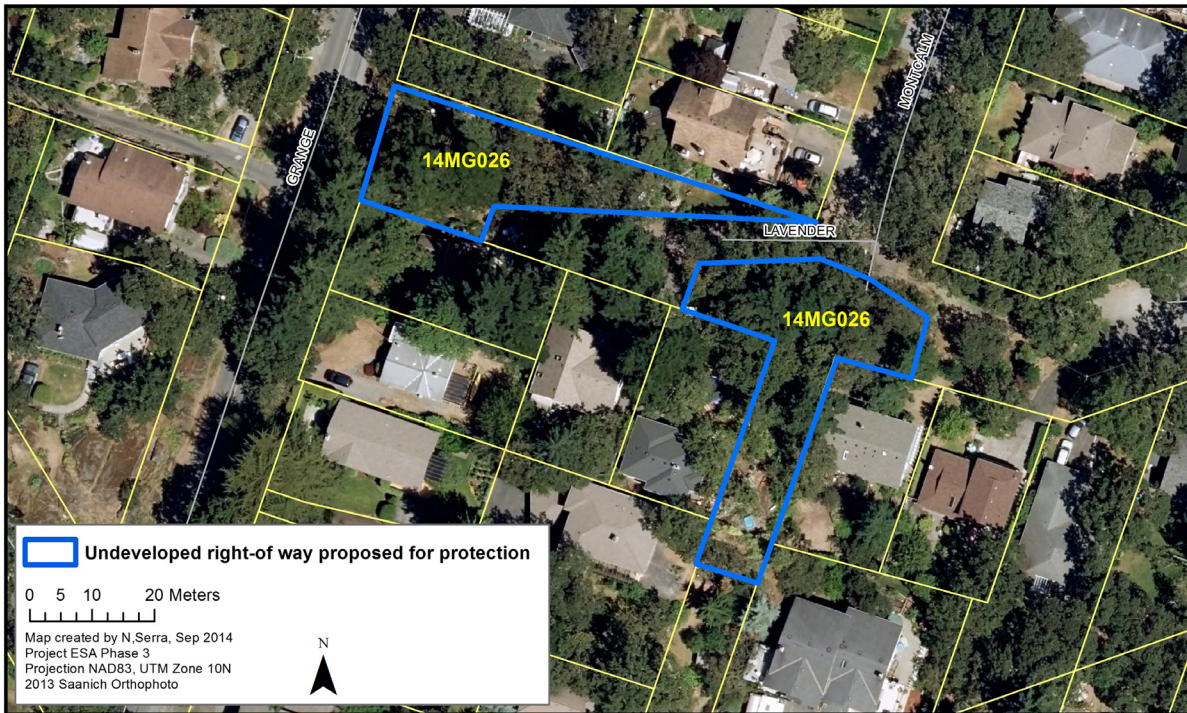 GRANGE
14MG026
MONTCALM
LAVENDER
14MG026
Undeveloped right-of way proposed for protection
0 5 10 20 Meters
Map created by N,Serra, Sep 2014
Project ESA Phase 3
Projection NAD83, UTM Zone 10N
2013 Saanich Orthophoto
N